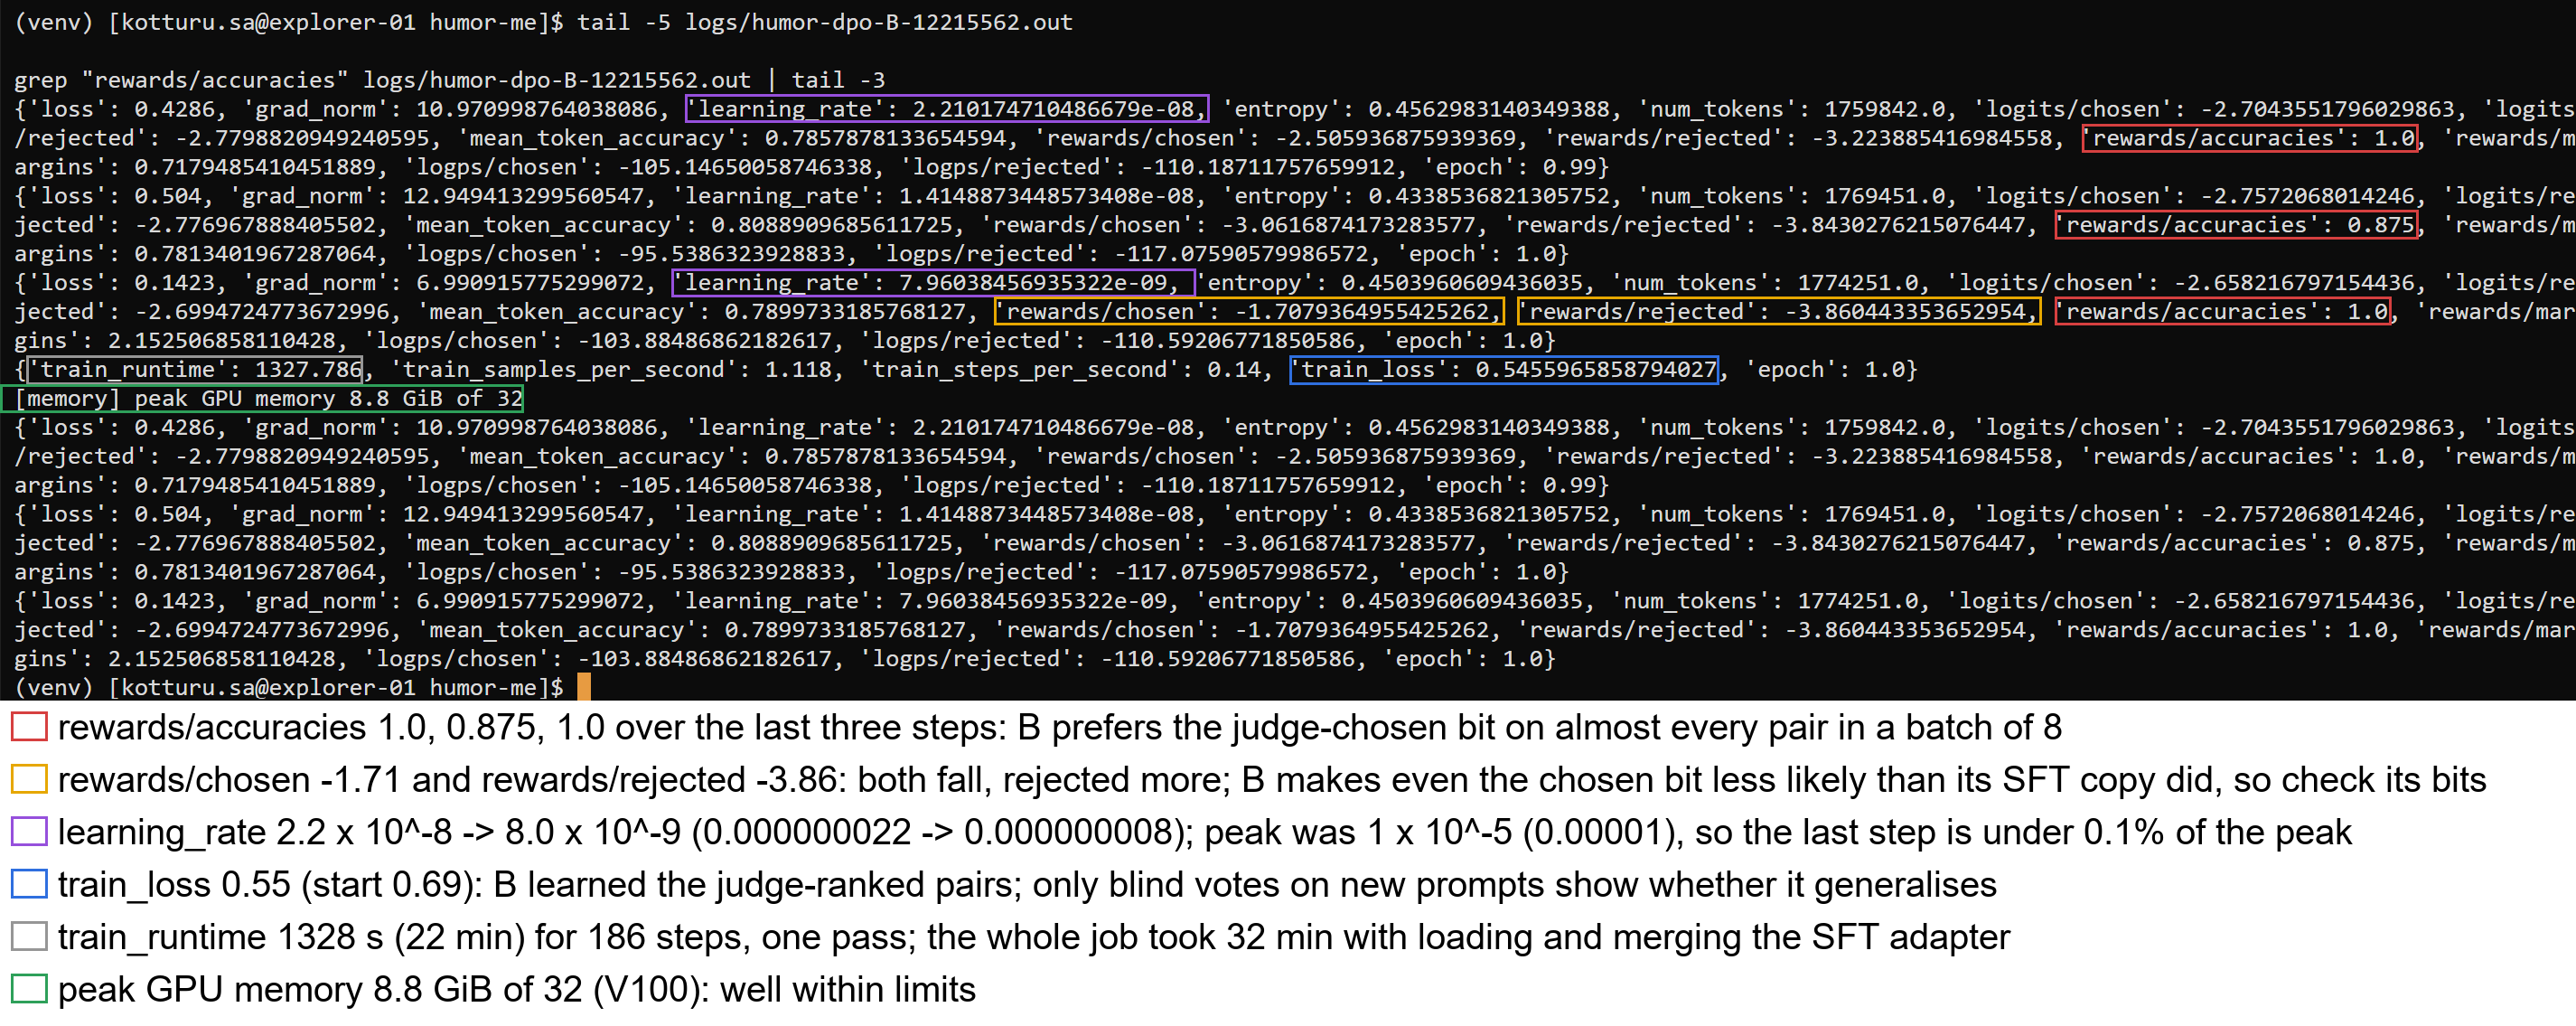 (venv) [kotturu.sa@explorer-01 humor-me]$ tail -5 logs/humor-dpo-B-12215562.out
grep "rewards/accuracies" logs/humor-dpo-B-12215562.out | tail -3
{'loss': 0.4286, 'grad_norm': 10.970998764038086, 'learning_rate': 2.210174710486679e-08, 'entropy': 0.4562983140349388, 'num_tokens': 1759842.0, 'logits/chosen': -2.7043551796029863, 'logits
/rejected': -2.7798820949240595, 'mean_token_accuracy': 0.7857878133654594, 'rewards/chosen': -2.505936875939369, 'rewards/rejected': -3.223885416984558, 'rewards/accuracies': 1.0, 'rewards/m
argins': 0.7179485410451889, 'logps/chosen': -105.14650058746338, 'logps/rejected': -110.18711757659912, 'epoch': 0.99}
{'loss': 0.504, 'grad_norm': 12.949413299560547, 'learning_rate': 1.4148873448573408e-08, 'entropy': 0.4338536821305752, 'num_tokens': 1769451.0, 'logits/chosen': -2.7572068014246, 'logits/re
jected': -2.776967888405502, 'mean_token_accuracy': 0.8088909685611725, 'rewards/chosen': -3.0616874173283577, 'rewards/rejected': -3.8430276215076447, 'rewards/accuracies': 0.875, 'rewards/m
argins': 0.7813401967287064, 'logps/chosen': -95.5386323928833, 'logps/rejected': -117.07590579986572, 'epoch': 1.0}
{'loss': 0.1423, 'grad_norm': 6.990915775299072, 'learning_rate': 7.96038456935322e-09, 'entropy': 0.4503960609436035, 'num_tokens': 1774251.0, 'logits/chosen': -2.658216797154436, 'logits/re
jected': -2.6994724773672996, 'mean_token_accuracy': 0.7899733185768127, 'rewards/chosen': -1.7079364955425262, 'rewards/rejected': -3.860443353652954, 'rewards/accuracies': 1.0, 'rewards/mar
gins': 2.152506858110428, 'logps/chosen': -103.88486862182617, 'logps/rejected': -110.59206771850586, 'epoch': 1.0}
{'train_runtime': 1327.786, 'train_samples_per_second': 1.118, 'train_steps_per_second': 0.14, 'train_loss': 0.5455965858794027, 'epoch': 1.0}
[memory] peak GPU memory 8.8 GiB of 32
{'loss': 0.4286, 'grad_norm': 10.970998764038086, 'learning_rate': 2.210174710486679e-08, 'entropy': 0.4562983140349388, 'num_tokens': 1759842.0, 'logits/chosen': -2.7043551796029863, 'logits
/rejected': -2.7798820949240595, 'mean_token_accuracy': 0.7857878133654594, 'rewards/chosen': -2.505936875939369, 'rewards/rejected': -3.223885416984558, 'rewards/accuracies': 1.0, 'rewards/m
argins': 0.7179485410451889, 'logps/chosen': -105.14650058746338, 'logps/rejected': -110.18711757659912, 'epoch': 0.99}
{'loss': 0.504, 'grad_norm': 12.949413299560547, 'learning_rate': 1.4148873448573408e-08, 'entropy': 0.4338536821305752, 'num_tokens': 1769451.0, 'logits/chosen': -2.7572068014246, 'logits/re
jected': -2.776967888405502, 'mean_token_accuracy': 0.8088909685611725, 'rewards/chosen': -3.0616874173283577, 'rewards/rejected': -3.8430276215076447, 'rewards/accuracies': 0.875, 'rewards/m
argins': 0.7813401967287064, 'logps/chosen': -95.5386323928833, 'logps/rejected': -117.07590579986572, 'epoch': 1.0}
{'loss': 0.1423, 'grad_norm': 6.990915775299072, 'learning_rate': 7.96038456935322e-09, 'entropy': 0.4503960609436035, 'num_tokens': 1774251.0, 'logits/chosen': -2.658216797154436, 'logits/re
jected': -2.6994724773672996, 'mean_token_accuracy': 0.7899733185768127, 'rewards/chosen': -1.7079364955425262, 'rewards/rejected': -3.860443353652954, 'rewards/accuracies': 1.0, 'rewards/mar
gins': 2.152506858110428, 'logps/chosen': -103.88486862182617, 'logps/rejected': -110.59206771850586, 'epoch': 1.0}
(venv) [kotturu.sa@explorer-01 humor-me]$
rewards/accuracies 1.0, 0.875, 1.0 over the last three steps: B prefers the judge-chosen bit on almost every pair in a batch of 8
rewards/chosen -1.71 and rewards/rejected -3.86: both fall, rejected more; B makes even the chosen bit less likely than its SFT copy did, so check its bits
learning_rate 2.2 x 10^-8 -> 8.0 x 10^-9 (0.000000022 -> 0.000000008); peak was 1 x 10^-5 (0.00001), so the last step is under 0.1% of the peak
train_loss 0.55 (start 0.69): B learned the judge-ranked pairs; only blind votes on new prompts show whether it generalises
train_runtime 1328 s (22 min) for 186 steps, one pass; the whole job took 32 min with loading and merging the SFT adapter
peak GPU memory 8.8 GiB of 32 (V100): well within limits